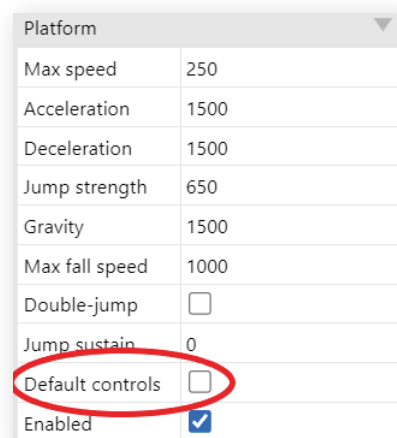 Platform
Max speed 250
Acceleration 1500
Deceleration 1500
Jump strength 650
Gravity 1500
Max fall speed 1000
Double-jump
Jump sustain 0
Default controls
Enabled